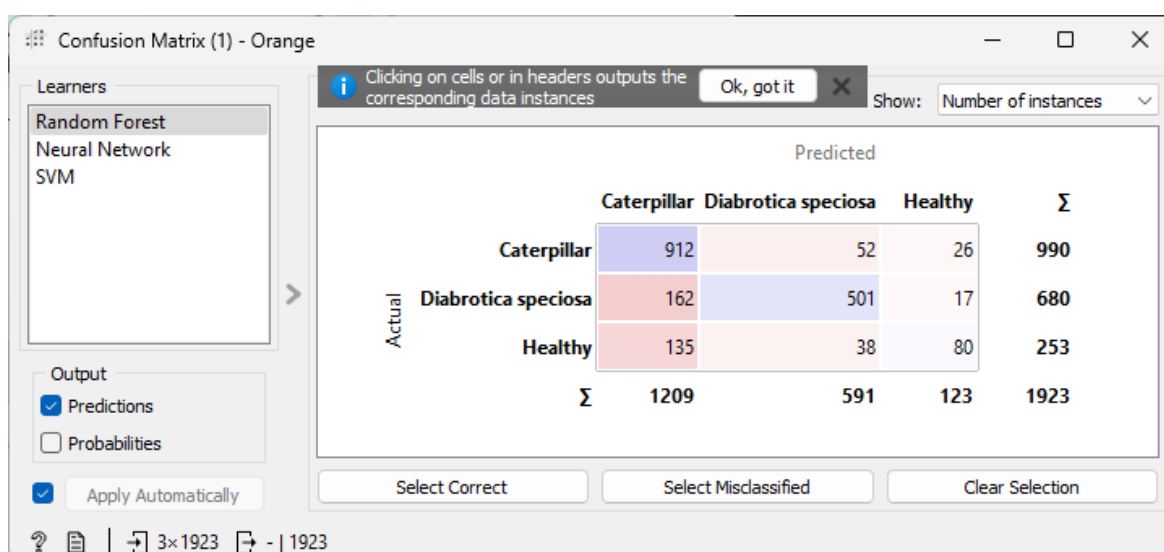 Confusion Matrix (1) - Orange
Learners
Random Forest
Neural Network
SVM
Output
Predictions
Probabilities
Apply Automatically
3×1923 - | 1923
Clicking on cells or in headers outputs the
corresponding data instances
Ok, got it
Show: Number of instances
Predicted
Caterpillar Diabrotica speciosa Healthy Σ
Actual
Caterpillar 912 52 26 990
Diabrotica speciosa 162 501 17 680
Healthy 135 38 80 253
Σ 1209 591 123 1923
Select Correct Select Misclassified Clear Selection